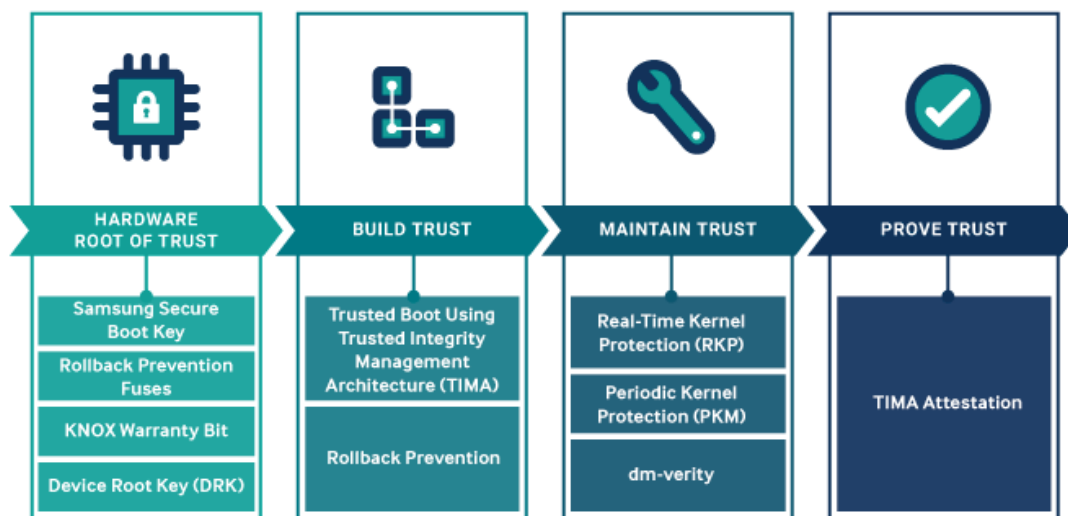 HARDWARE
ROOT OF TRUST
Samsung Secure
Boot Key
Rollback Prevention
Fuses
KNOX Warranty Bit
Device Root Key (DRK)
BUILD TRUST
Trusted Boot Using
Trusted Integrity
Management
Architecture (TIMA)
Rollback Prevention
MAINTAIN TRUST
Real-Time Kernel
Protection (RKP)
Periodic Kernel
Protection (PKM)
dm-verity
PROVE TRUST
TIMA Attestation